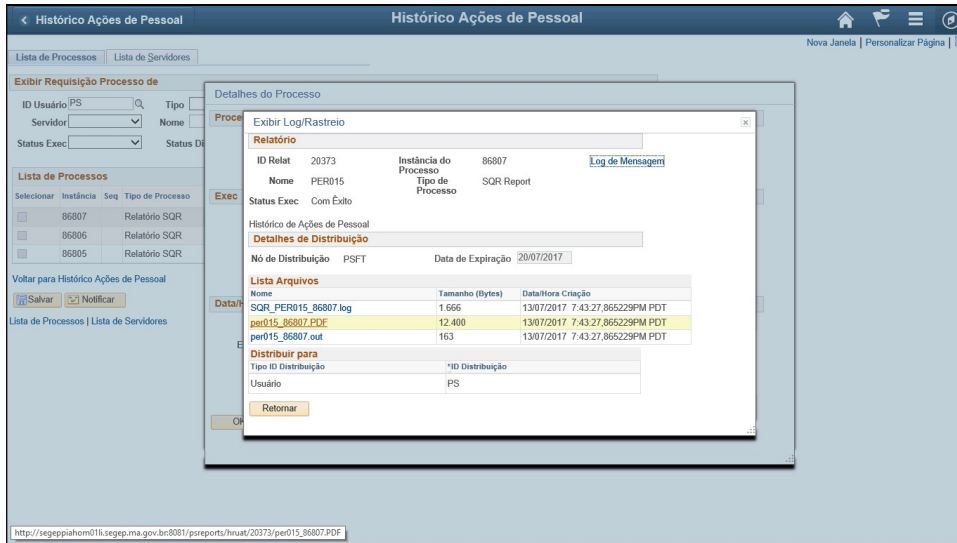 Histórico Ações de Pessoal
Histórico Ações de Pessoal
Nova Janela | Personalizar Página |
Lista de Processos
Lista de Servidores
Exibir Requisição Processo de
ID Usuário PS Tipo
Servidor Nome
Status Exec Status Di
Lista de Processos
Selecionar Instância Seq Tipo de Processo
86807 Relatório SQR
86806 Relatório SQR
86805 Relatório SQR
Voltar para Histórico Ações de Pessoal
Salvar Notificar
Lista de Processos | Lista de Servidores
Detalhes do Processo
Proce
Exec
Data/H
E
OK
Exibir Log/Rastreio
Relatório
ID Relat 20373 Instância do Processo 86807 Log de Mensagem
Nome PER015 Tipo de Processo SQR Report
Status Exec Com Êxito
Histórico de Ações de Pessoal
Detalhes de Distribuição
Nó de Distribuição PSFT Data de Expiração 20/07/2017
Lista Arquivos
Nome Tamanho (Bytes) Data/Hora Criação
SQR_PER015_86807.log 1.666 13/07/2017 7:43:27,865229PM PDT
per015_86807.PDF 12.400 13/07/2017 7:43:27,865229PM PDT
per015_86807.out 163 13/07/2017 7:43:27,865229PM PDT
Distribuir para
Tipo ID Distribuição *ID Distribuição
Usuário PS
Retornar
http://segeppiahom01li.segep.ma.gov.br:8081/psreports/hruat/20373/per015_86807.PDF